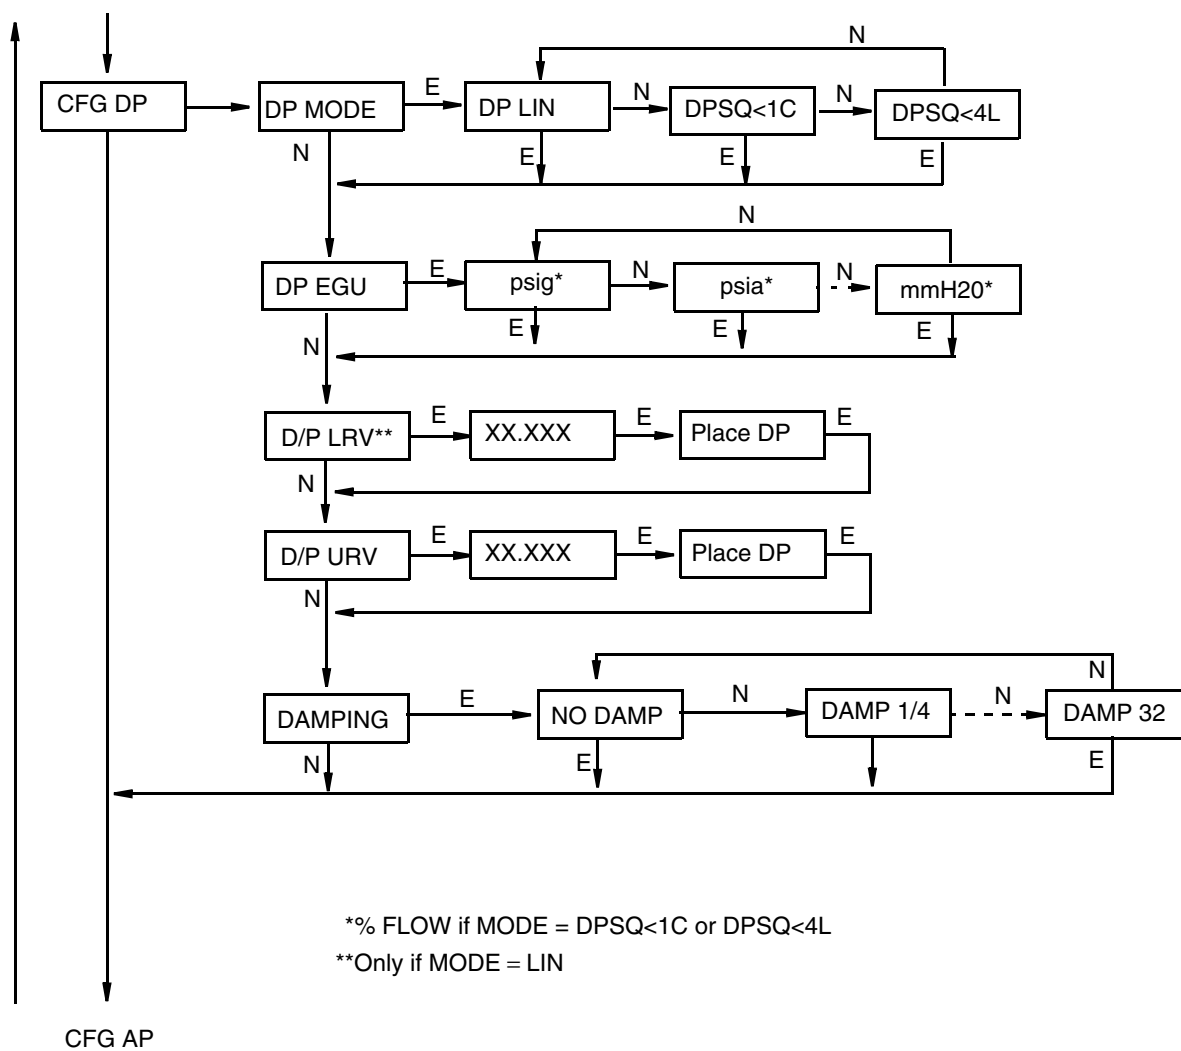 N
CFG DP
DP MODE
E
DP LIN
N
DPSQ<1C
N
DPSQ<4L
N
E
E
E
N
DP EGU
E
psig*
N
psia*
N
mmH20*
N
E
E
E
D/P LRV**
E
XX.XXX
E
Place DP
E
N
D/P URV
E
XX.XXX
E
Place DP
E
N
N
DAMPING
E
NO DAMP
N
DAMP 1/4
N
DAMP 32
N
E
E
*% FLOW if MODE = DPSQ<1C or DPSQ<4L
**Only if MODE = LIN
CFG AP